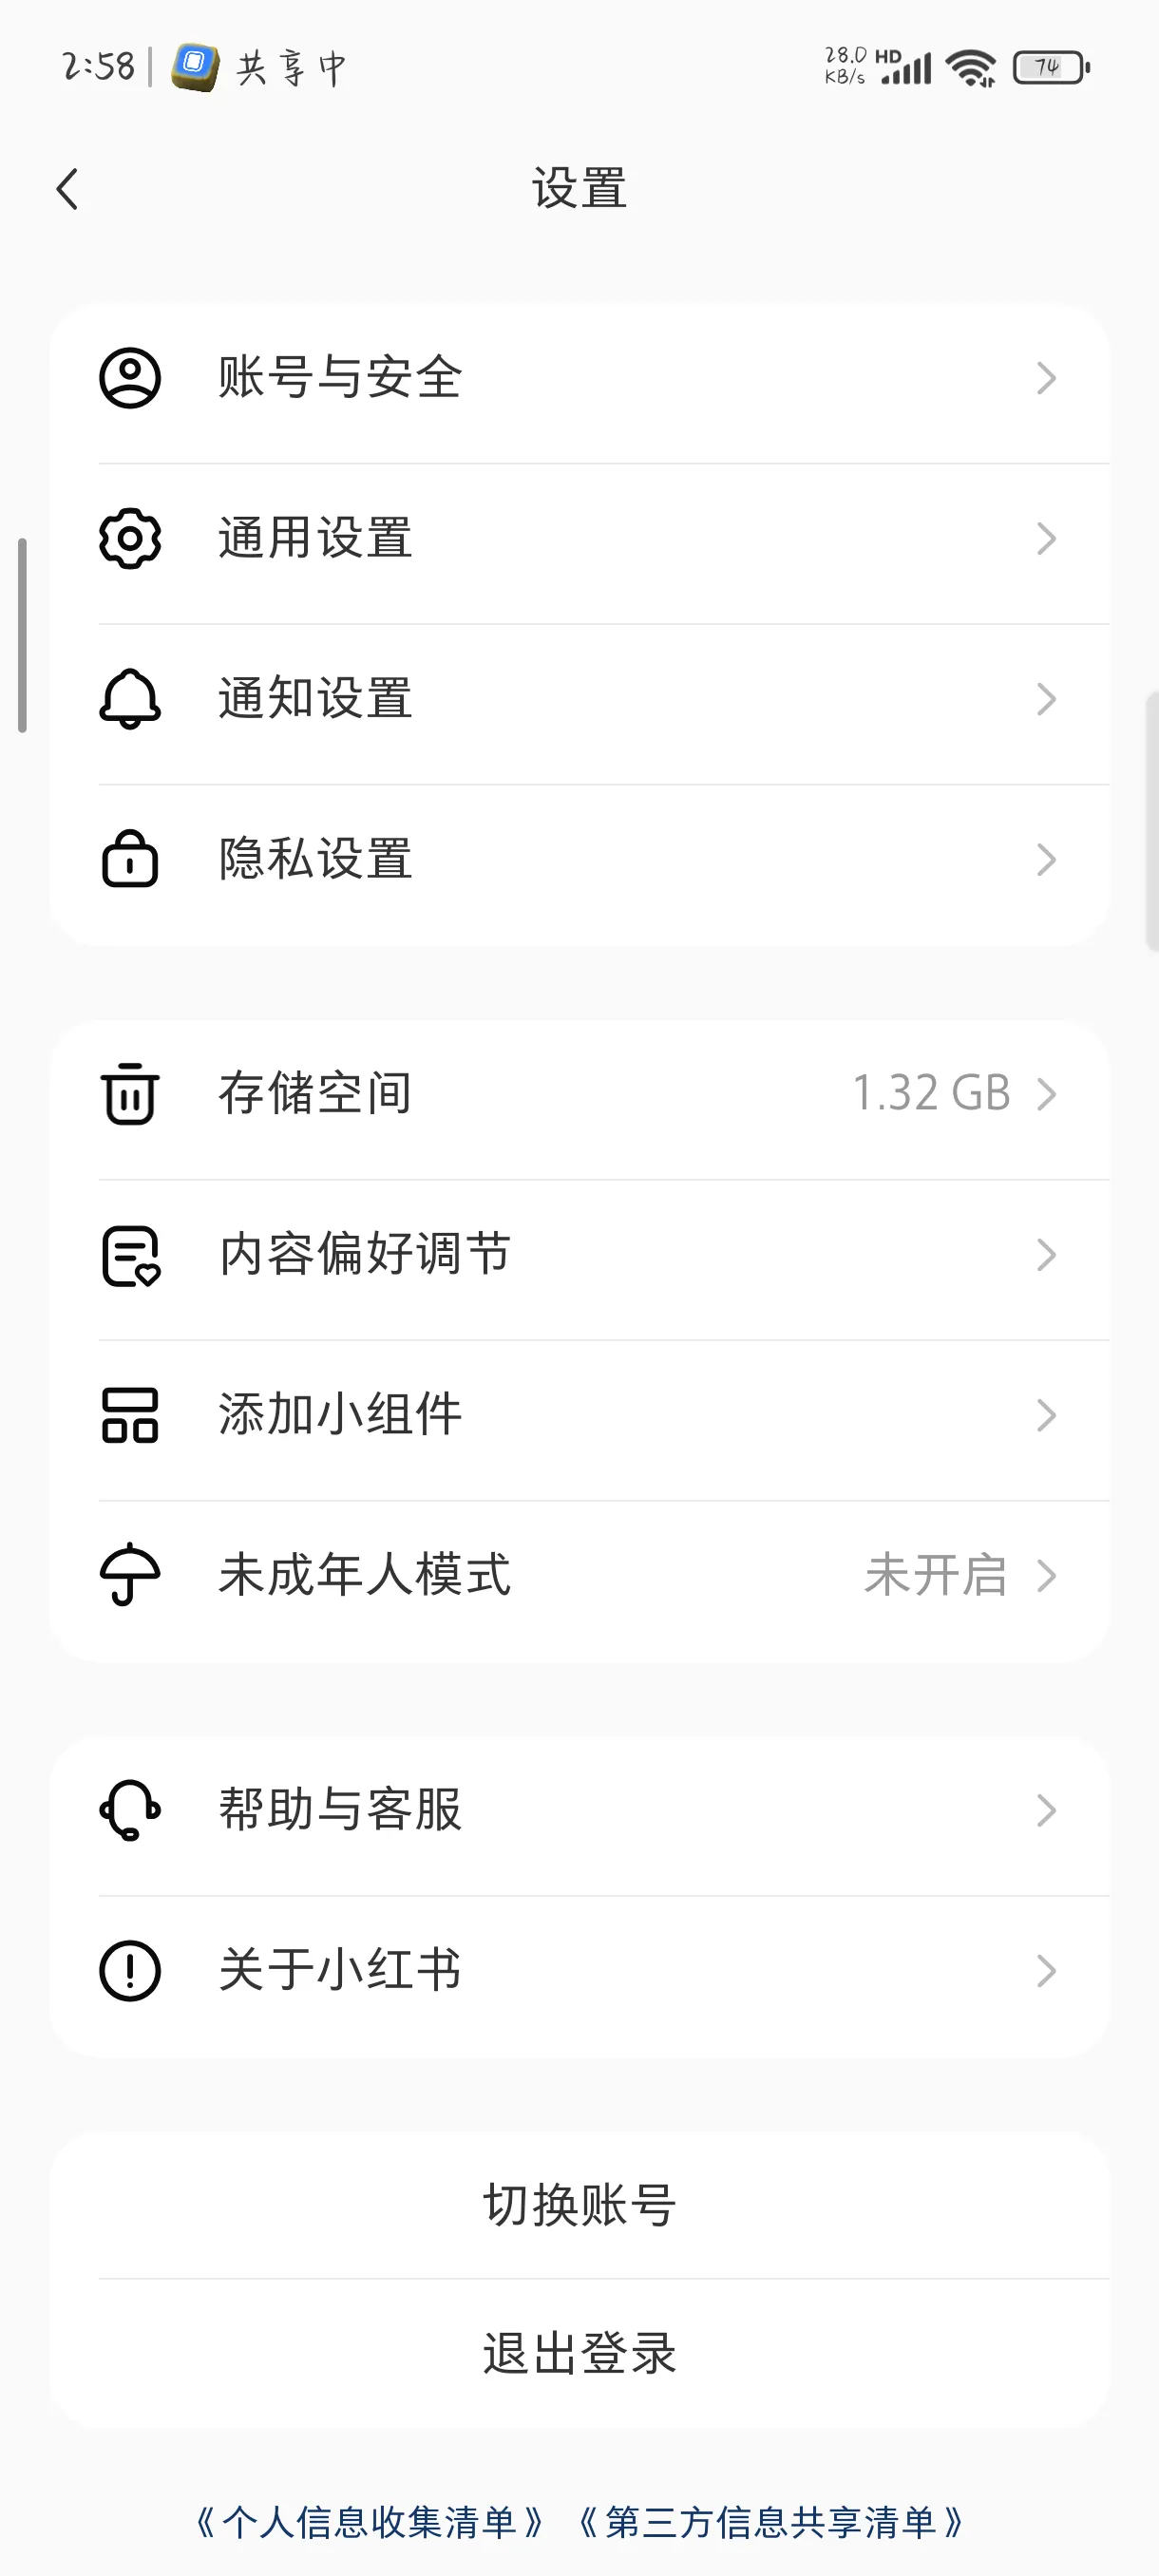 2:58 共享中 28.0 KB/s HD 74
设置
账号与安全
通用设置
通知设置
隐私设置
存储空间 1.32 GB
内容偏好调节
添加小组件
未成年人模式 未开启
帮助与客服
关于小红书
切换账号
退出登录
《个人信息收集清单》 《第三方信息共享清单》